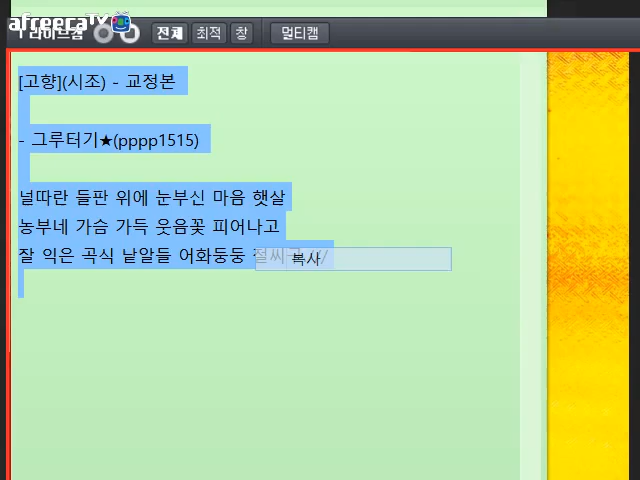 afreecaTV
라이브캠 전체 최적 창 멀티캠
[고향](시조) - 교정본
- 그루터기★(pppp1515)
널따란 들판 위에 눈부신 마음 햇살
농부네 가슴 가득 웃음꽃 피어나고
잘 익은 곡식 낱알들 어화둥둥
복사